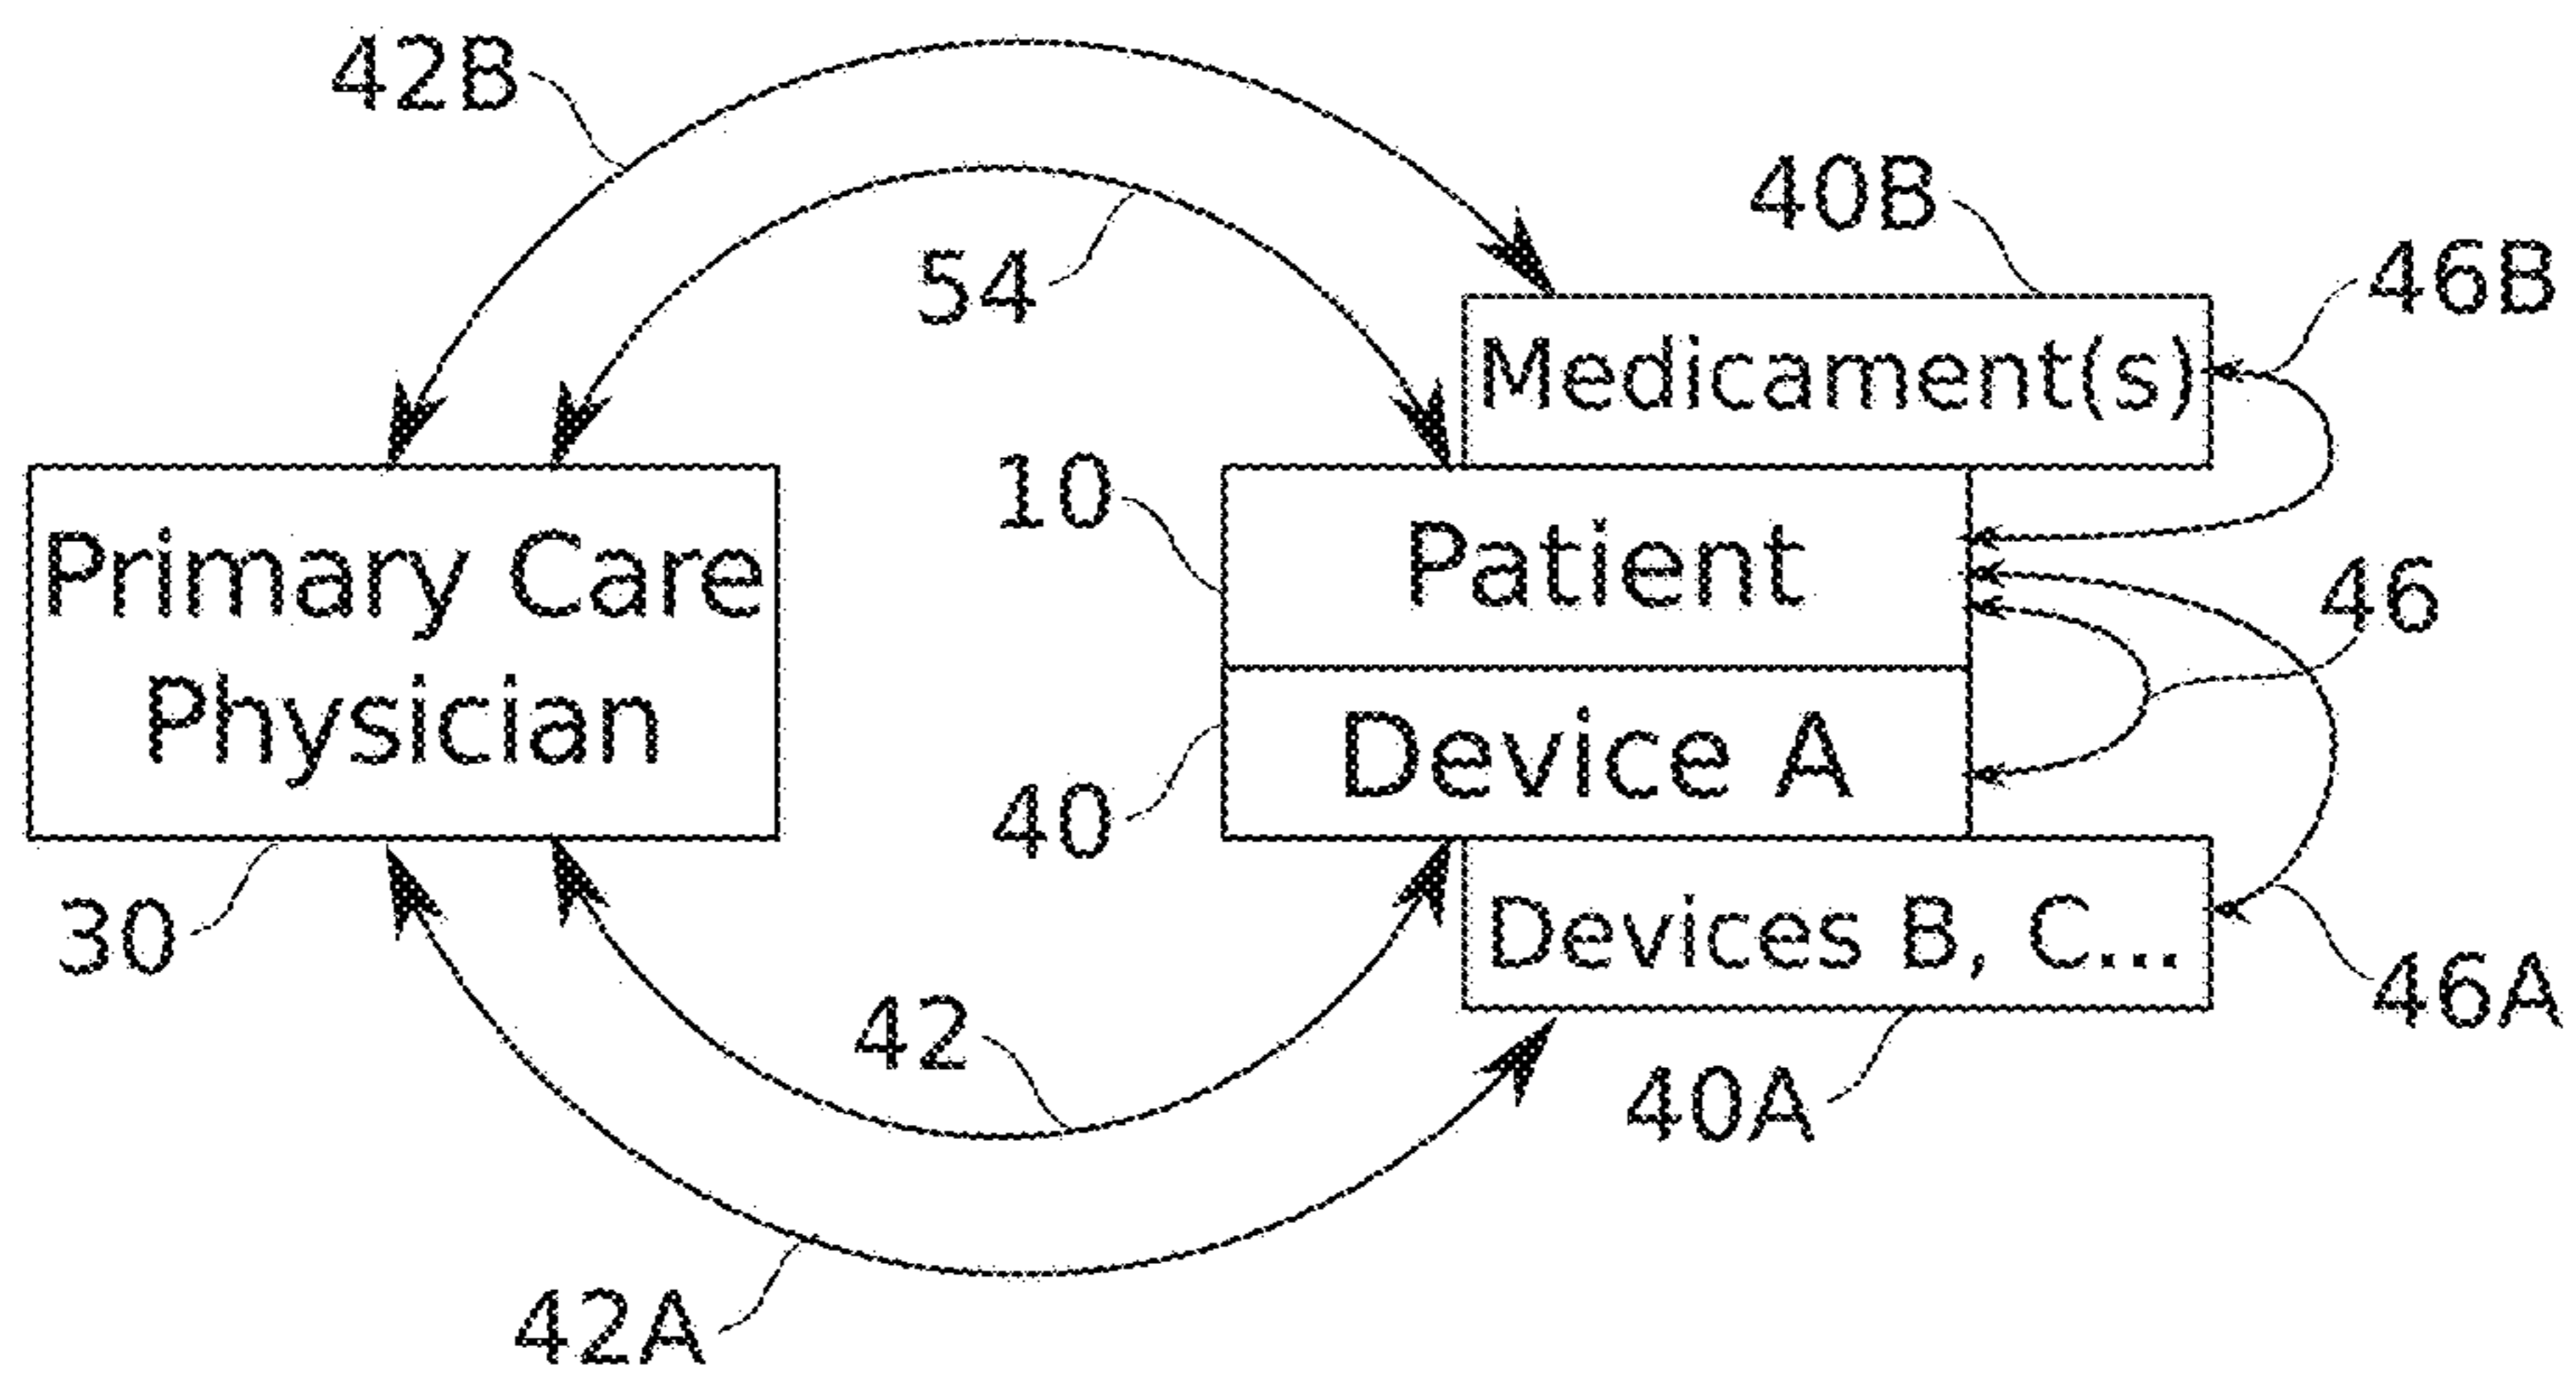 42B
54
40B
46B
Medicament(s)
10
Patient
46
Primary Care
Physician
Device A
40
30
Devices B, C...
46A
42
40A
42A